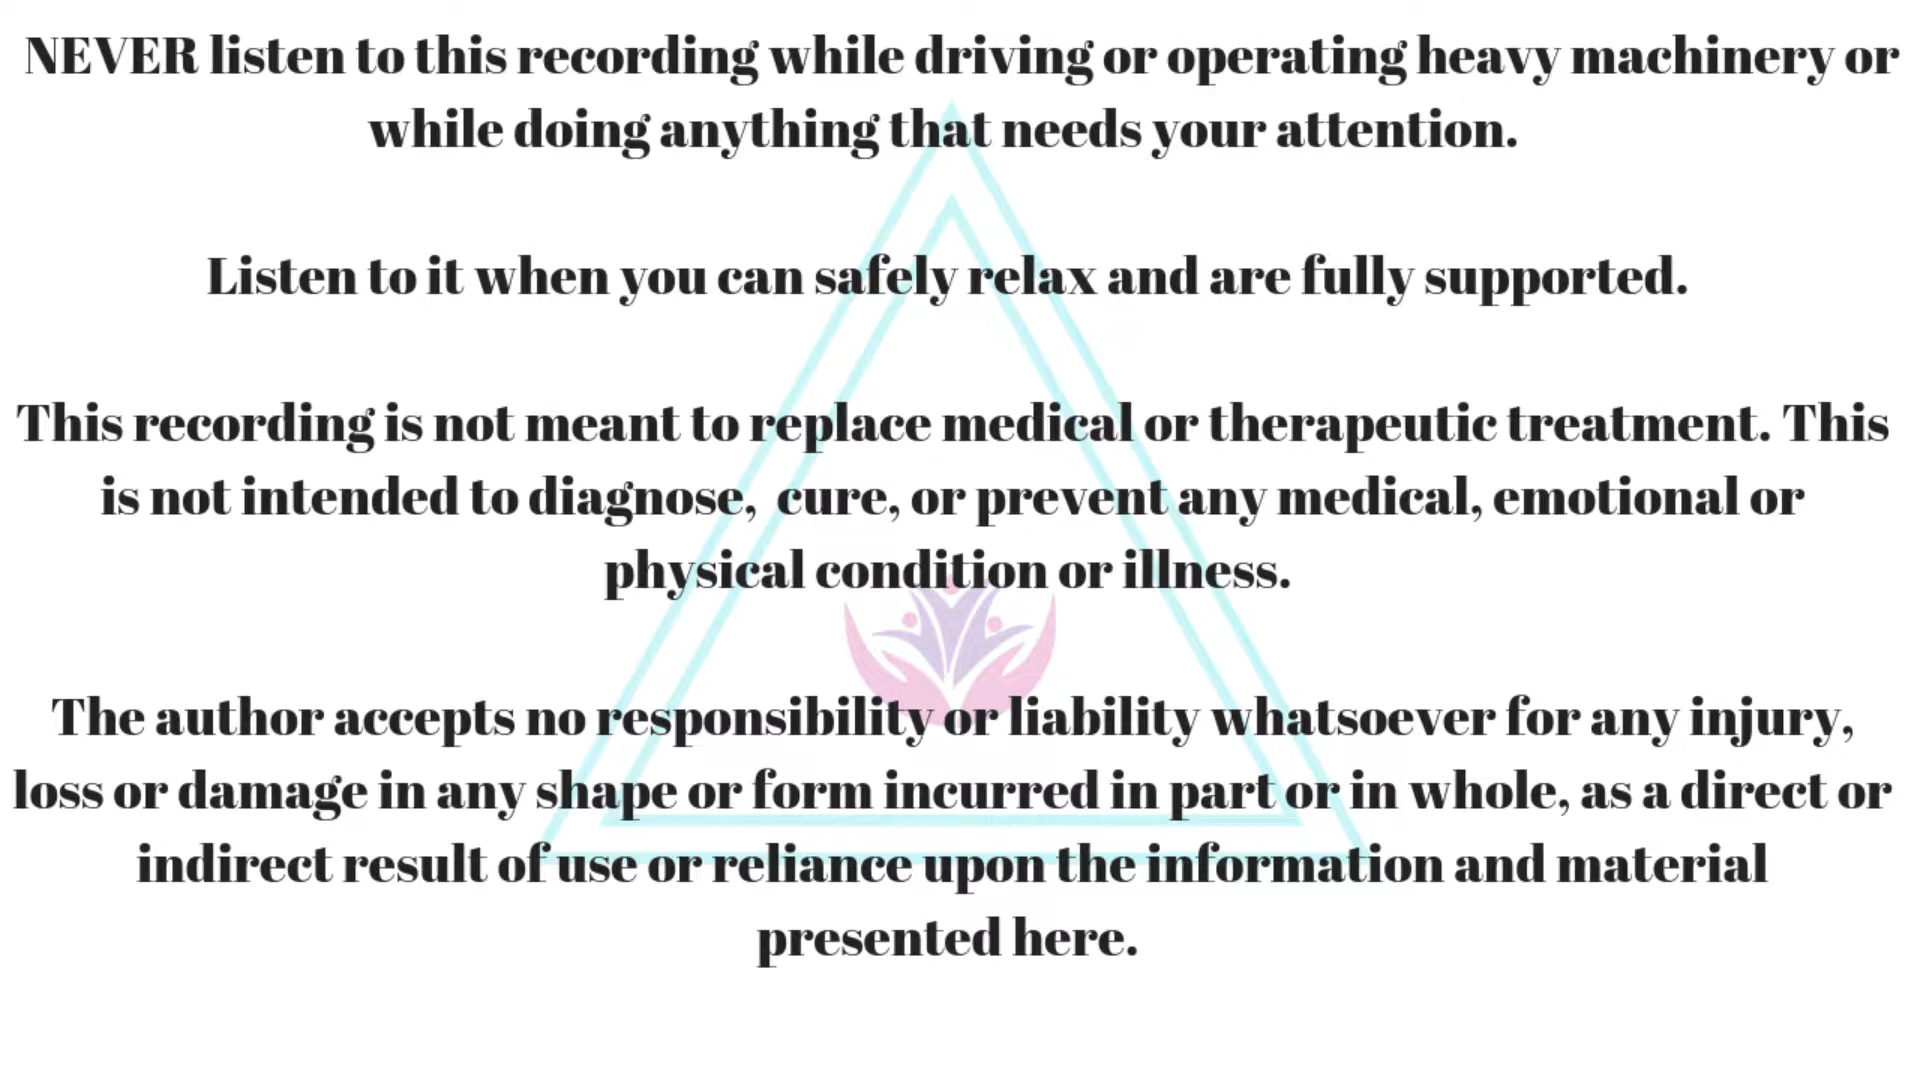 NEVER listen to this recording while driving or operating heavy machinery or
while doing anything that needs your attention.
Listen to it when you can safely relax and are fully supported.
This recording is not meant to replace medical or therapeutic treatment. This
is not intended to diagnose,  cure, or prevent any medical, emotional or
physical condition or illness.
The author accepts no responsibility or liability whatsoever for any injury,
loss or damage in any shape or form incurred in part or in whole, as a direct or
indirect result of use or reliance upon the information and material
presented here.